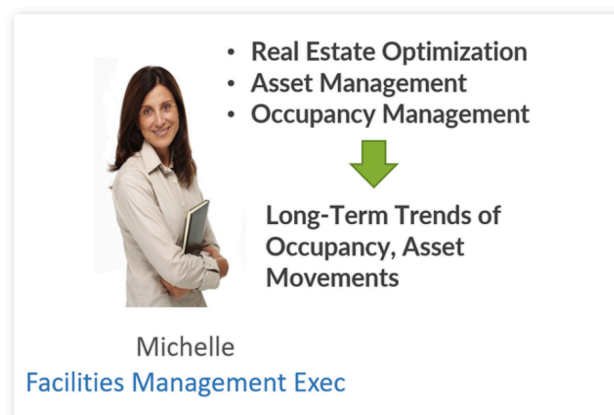 • Real Estate Optimization
• Asset Management
• Occupancy Management
Long-Term Trends of
Occupancy, Asset
Movements
Michelle
Facilities Management Exec